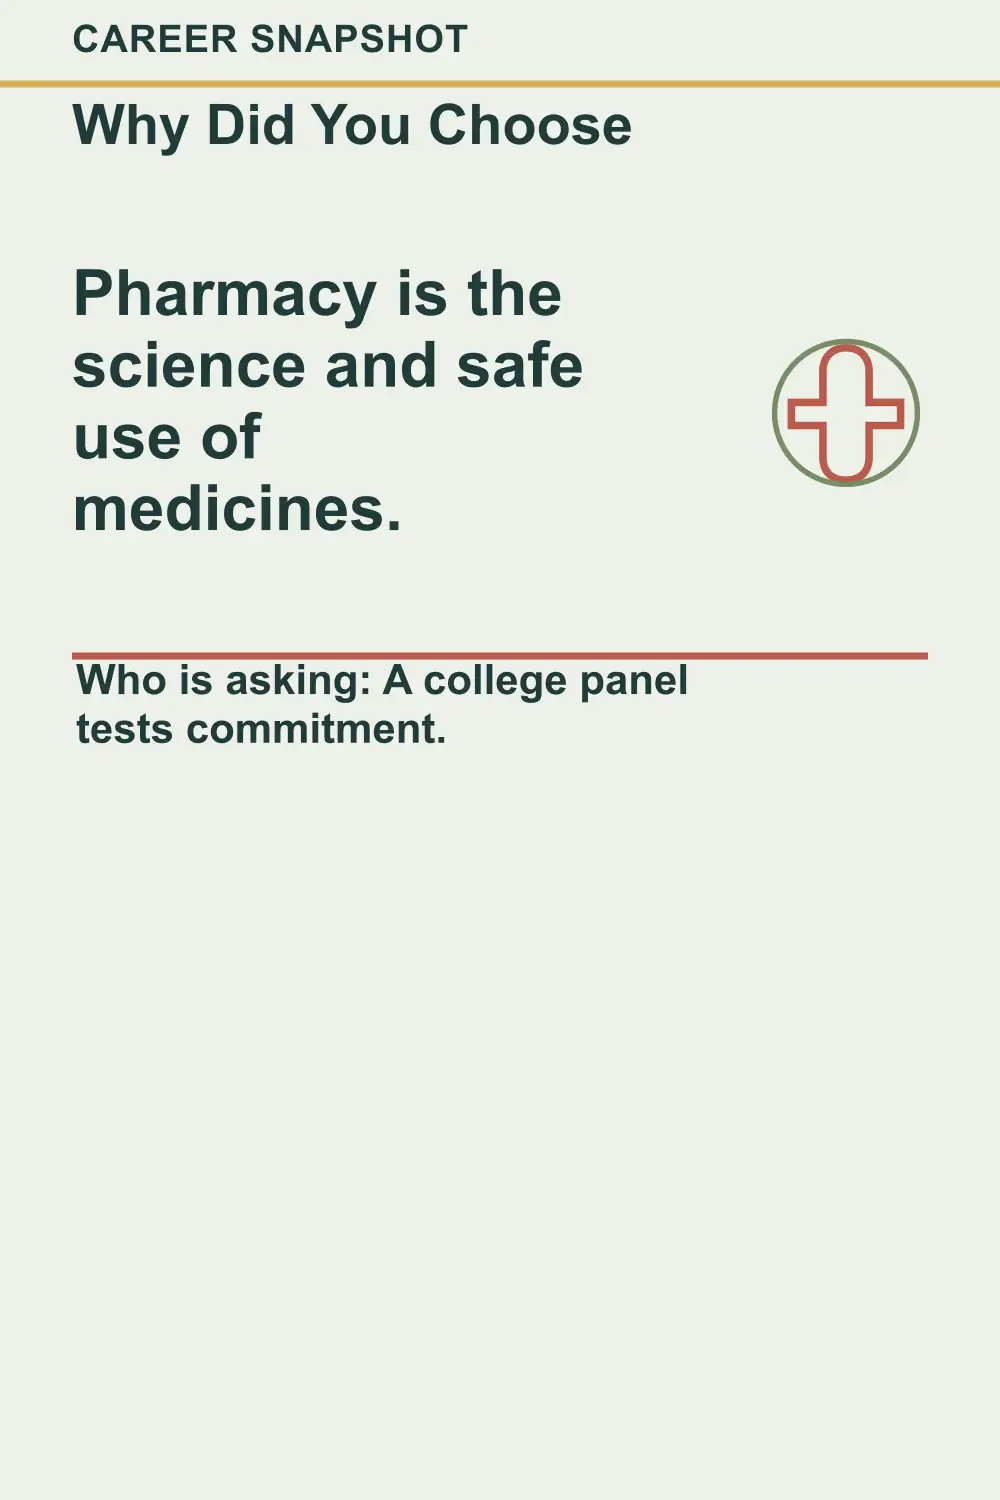 CAREER SNAPSHOT
Why Did You Choose
Pharmacy is the
science and safe
use of
medicines.
Who is asking: A college panel
tests commitment.